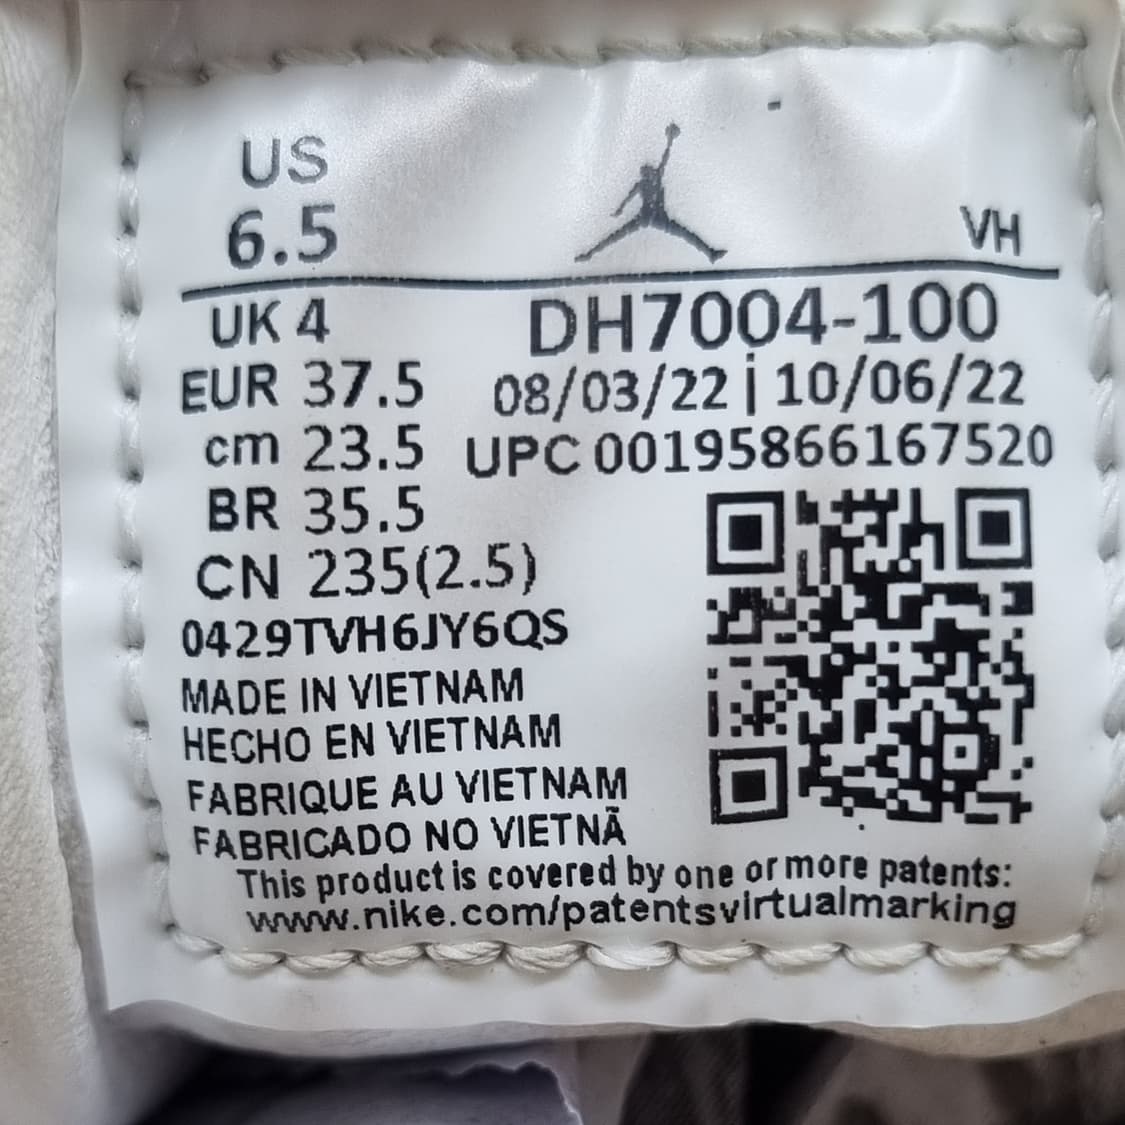 US
6.5
VH
UK 4
DH7004-100
EUR 37.5
08/03/22 | 10/06/22
cm 23.5
UPC 00195866167520
BR 35.5
CN 235(2.5)
0429TVH6JY6QS
MADE IN VIETNAM
HECHO EN VIETNAM
FABRIQUE AU VIETNAM
FABRICADO NO VIETNÃ
This product is covered by one or more patents:
www.nike.com/patentsvirtualmarking